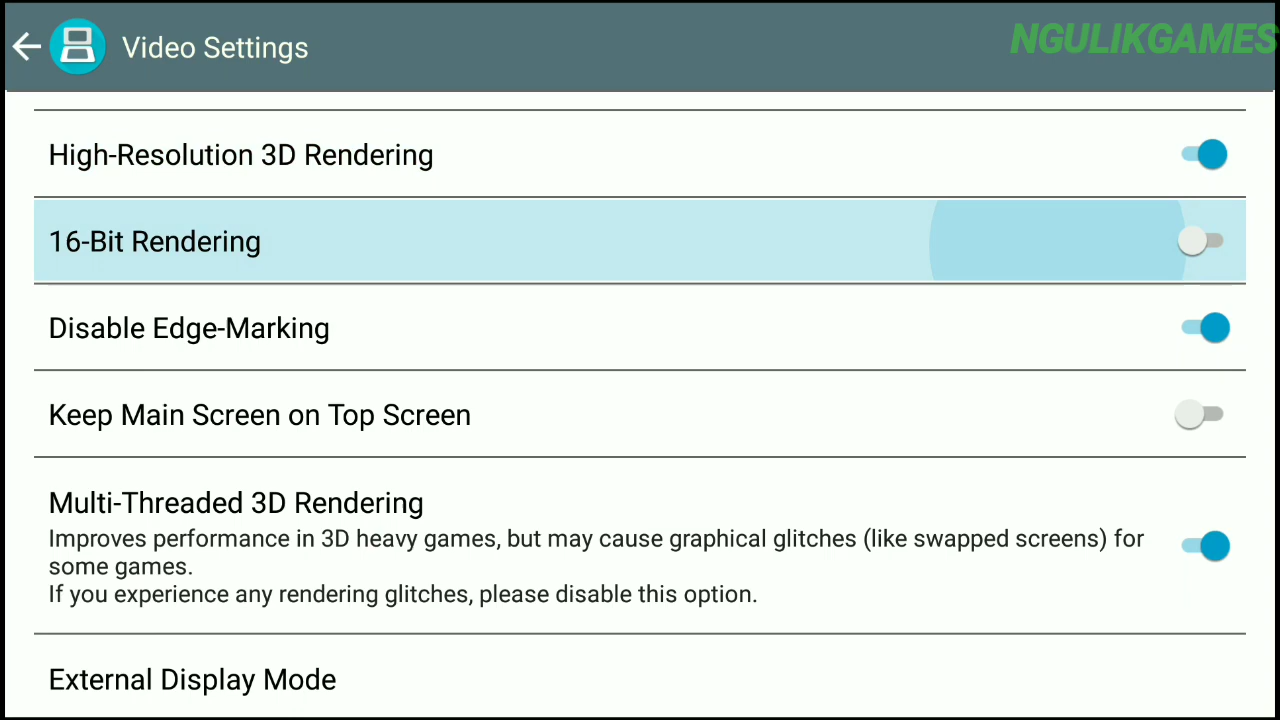 Video Settings
NGULIKGAMES
High-Resolution 3D Rendering
16-Bit Rendering
Disable Edge-Marking
Keep Main Screen on Top Screen
Multi-Threaded 3D Rendering
Improves performance in 3D heavy games, but may cause graphical glitches (like swapped screens) for
some games.
If you experience any rendering glitches, please disable this option.
External Display Mode